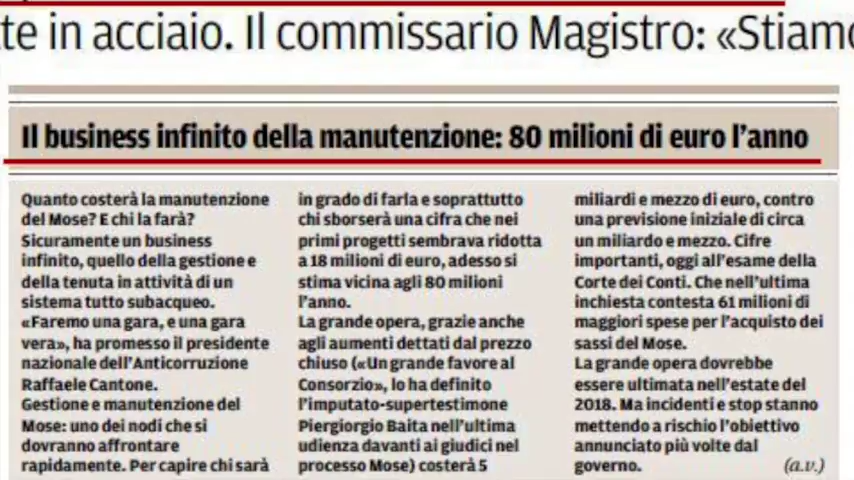 te in acciaio. Il commissario Magistro: «Stiamo
Il business infinito della manutenzione: 80 milioni di euro l'anno
Quanto costerà la manutenzione
del Mose? E chi la farà?
Sicuramente un business
infinito, quello della gestione e
della tenuta in attività di un
sistema tutto subacqueo.
«Faremo una gara, e una gara
vera», ha promesso il presidente
nazionale dell'Anticorruzione
Raffaele Cantone.
Gestione e manutenzione del
Mose: uno dei nodi che si
dovranno affrontare
rapidamente. Per capire chi sarà
in grado di farla e soprattutto
chi sborserà una cifra che nei
primi progetti sembrava ridotta
a 18 milioni di euro, adesso si
stima vicina agli 80 milioni
l'anno.
La grande opera, grazie anche
agli aumenti dettati dal prezzo
chiuso («Un grande favore al
Consorzio», lo ha definito
l'imputato-supertestimone
Piergiorgio Baita nell'ultima
udienza davanti ai giudici nel
processo Mose) costerà 5
miliardi e mezzo di euro, contro
una previsione iniziale di circa
un miliardo e mezzo. Cifre
importanti, oggi all'esame della
Corte dei Conti. Che nell'ultima
inchiesta contesta 61 milioni di
maggiori spese per l'acquisto dei
sassi del Mose.
La grande opera dovrebbe
essere ultimata nell'estate del
2018. Ma incidenti e stop stanno
mettendo a rischio l'obiettivo
annunciato più volte dal
governo. (a.v.)